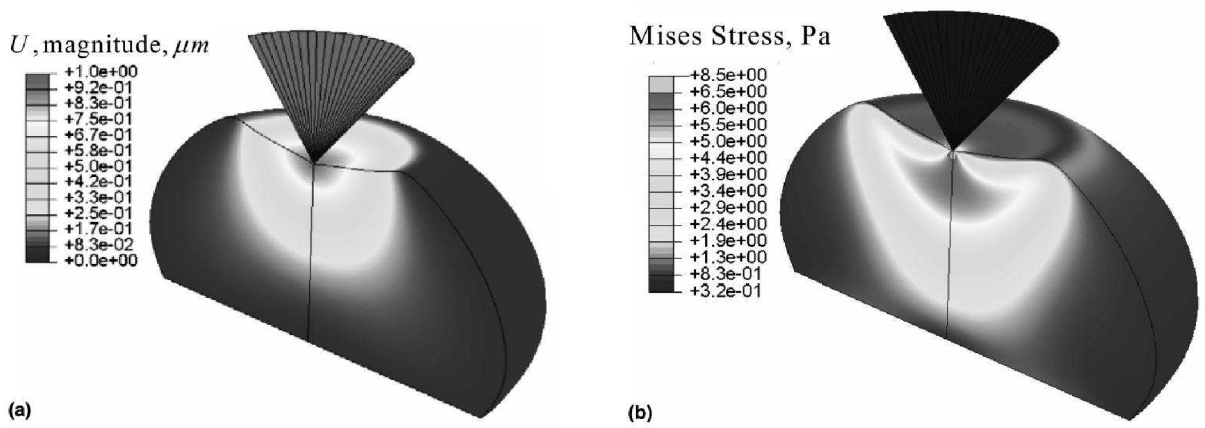 U, magnitude, μm
+1.0e+00
+9.2e-01
+8.3e-01
+7.5e-01
+6.7e-01
+5.8e-01
+5.0e-01
+4.2e-01
+3.3e-01
+2.5e-01
+1.7e-01
+8.3e-02
+0.0e+00
(a)
Mises Stress, Pa
+8.5e+00
+6.5e+00
+6.0e+00
+5.5e+00
+5.0e+00
+4.4e+00
+3.9e+00
+3.4e+00
+2.9e+00
+2.4e+00
+1.9e+00
+1.3e+00
+8.3e-01
+3.2e-01
(b)